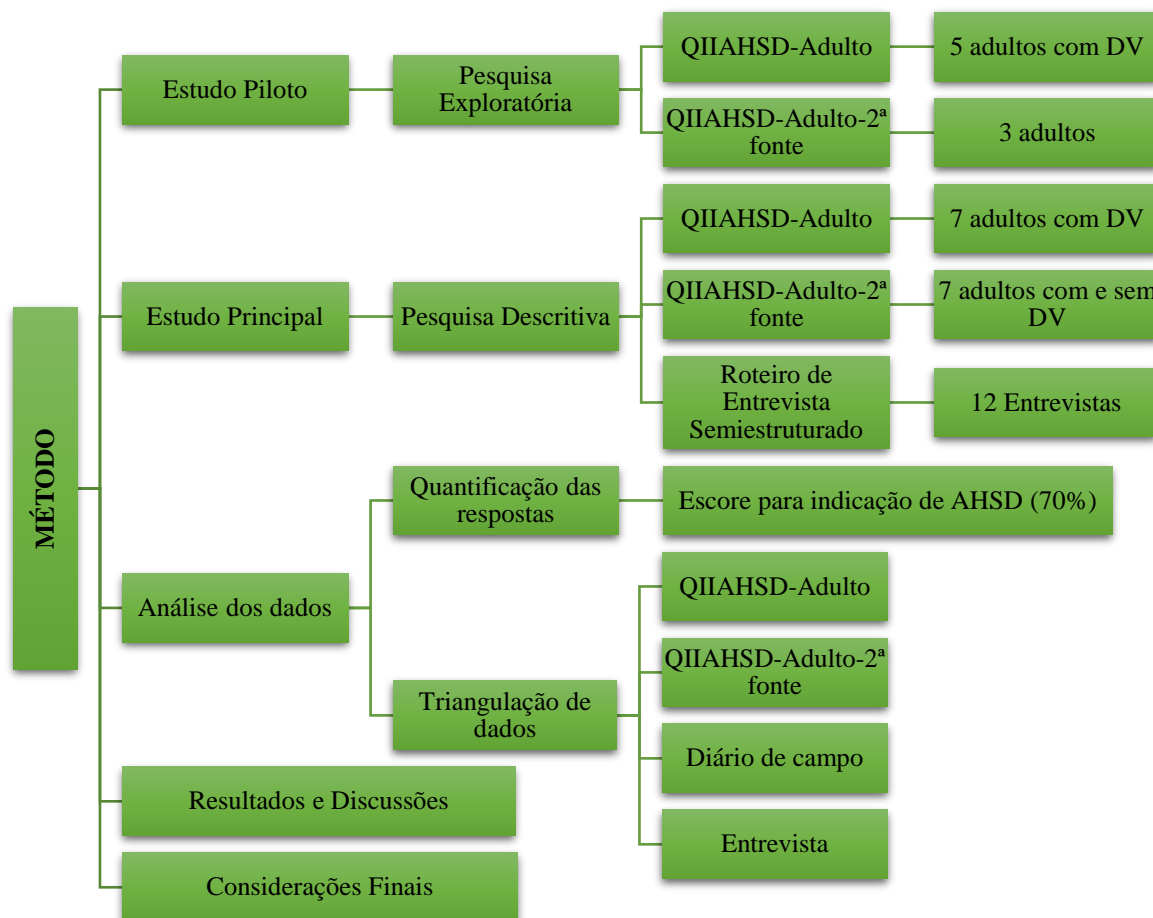 MÉTODO
Estudo Piloto
Pesquisa
Exploratória
QIIAHSD-Adulto
5 adultos com DV
QIIAHSD-Adulto-2ª
fonte
3 adultos
Estudo Principal
Pesquisa Descritiva
QIIAHSD-Adulto
7 adultos com DV
QIIAHSD-Adulto-2ª
fonte
7 adultos com e sem
DV
Roteiro de
Entrevista
Semiestruturado
12 Entrevistas
Análise dos dados
Quantificação das
respostas
Escore para indicação de AHSD (70%)
Triangulação de
dados
QIIAHSD-Adulto
QIIAHSD-Adulto-2ª
fonte
Diário de campo
Entrevista
Resultados e Discussões
Considerações Finais